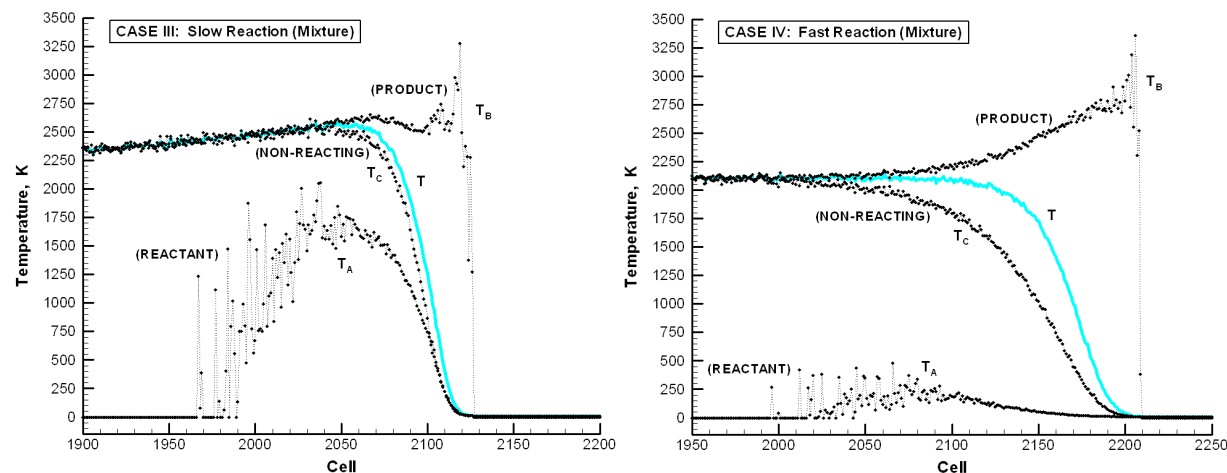 CASE III: Slow Reaction (Mixture)
3500
3250
3000
2750
2500
2250
2000
1750
1500
1250
1000
750
500
250
0
Temperature, K
(PRODUCT)
T_B
(NON-REACTING)
T_C
T
(REACTANT)
T_A
1900 1950 2000 2050 2100 2150 2200
Cell
CASE IV: Fast Reaction (Mixture)
3500
3250
3000
2750
2500
2250
2000
1750
1500
1250
1000
750
500
250
0
Temperature, K
T_B
(PRODUCT)
T
(NON-REACTING)
T_C
(REACTANT)
T_A
1950 2000 2050 2100 2150 2200 2250
Cell